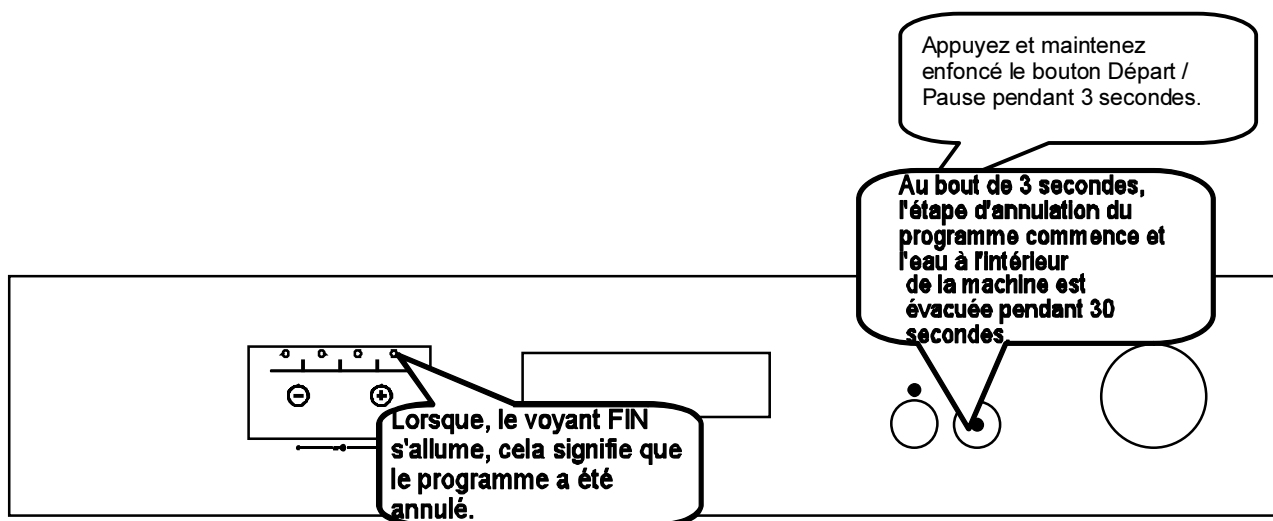 Appuyez et maintenez
enfoncé le bouton Départ /
Pause pendant 3 secondes.
Au bout de 3 secondes,
l'étape d'annulation du
programme commence et
l'eau à l'intérieur
de la machine est
évacuée pendant 30
secondes
Lorsque, le voyant FIN
s'allume, cela signifie que
le programme a été
annulé.